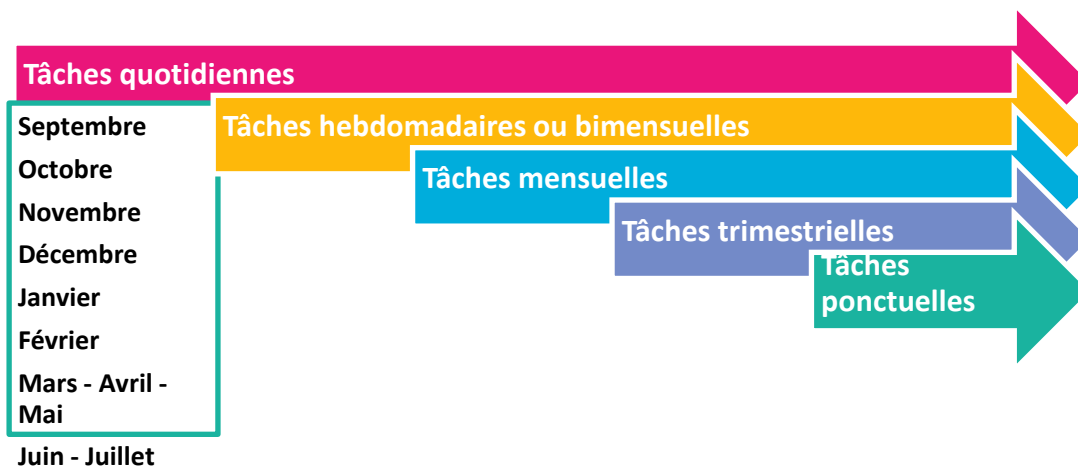 Tâches quotidiennes
Septembre
Octobre
Novembre
Décembre
Janvier
Février
Mars - Avril -
Mai
Juin - Juillet
Tâches hebdomadaires ou bimensuelles
Tâches mensuelles
Tâches trimestrielles
Tâches
ponctuelles